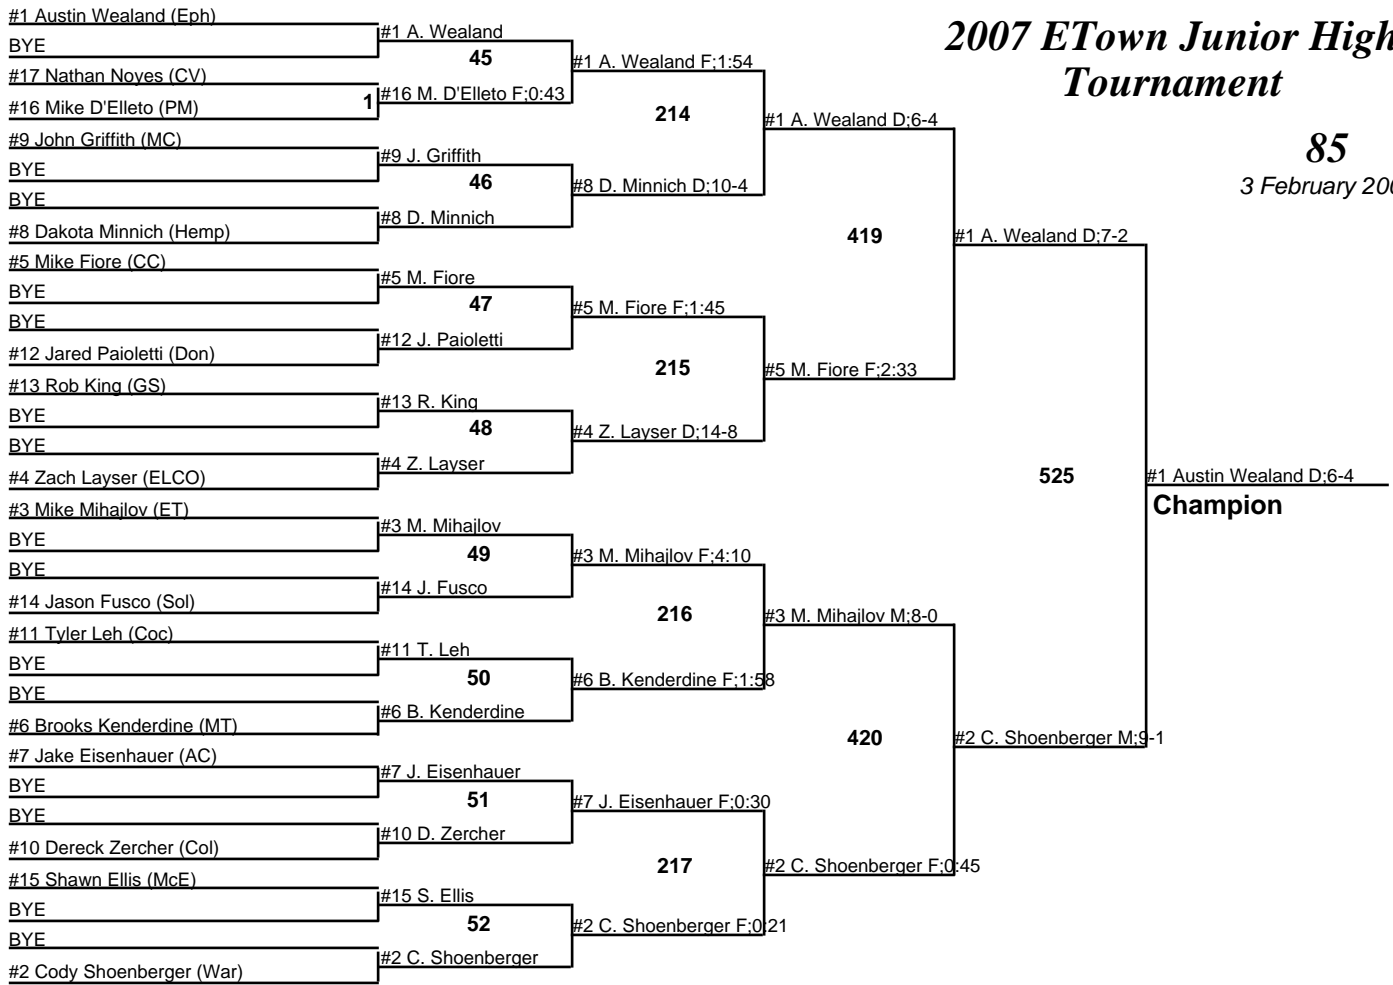 2007 ETown Junior High
Tournament
85
3 February 200
#1 Austin Wealand (Eph)
BYE
#17 Nathan Noyes (CV)
#16 Mike D'Elleto (PM)
#9 John Griffith (MC)
BYE
BYE
#8 Dakota Minnich (Hemp)
#5 Mike Fiore (CC)
BYE
BYE
#12 Jared Paioletti (Don)
#13 Rob King (GS)
BYE
BYE
#4 Zach Layser (ELCO)
#3 Mike Mihajlov (ET)
BYE
BYE
#14 Jason Fusco (Sol)
#11 Tyler Leh (Coc)
BYE
BYE
#6 Brooks Kenderdine (MT)
#7 Jake Eisenhauer (AC)
BYE
BYE
#10 Dereck Zercher (Col)
#15 Shawn Ellis (McE)
BYE
BYE
#2 Cody Shoenberger (War)
1
#1 A. Wealand
45
#16 M. D'Elleto F;0:43
#9 J. Griffith
46
#8 D. Minnich
#5 M. Fiore
47
#12 J. Paioletti
#13 R. King
48
#4 Z. Layser
#3 M. Mihajlov
49
#14 J. Fusco
#11 T. Leh
50
#6 B. Kenderdine
#7 J. Eisenhauer
51
#10 D. Zercher
#15 S. Ellis
52
#2 C. Shoenberger
#1 A. Wealand F;1:54
214
#8 D. Minnich D;10-4
#5 M. Fiore F;1:45
215
#4 Z. Layser D;14-8
#3 M. Mihajlov F;4:10
216
#6 B. Kenderdine F;1:58
#7 J. Eisenhauer F;0:30
217
#2 C. Shoenberger F;0:21
#1 A. Wealand D;6-4
419
#5 M. Fiore F;2:33
#3 M. Mihajlov M;8-0
420
#2 C. Shoenberger F;0:45
#1 A. Wealand D;7-2
525
#2 C. Shoenberger M;9-1
#1 Austin Wealand D;6-4
Champion